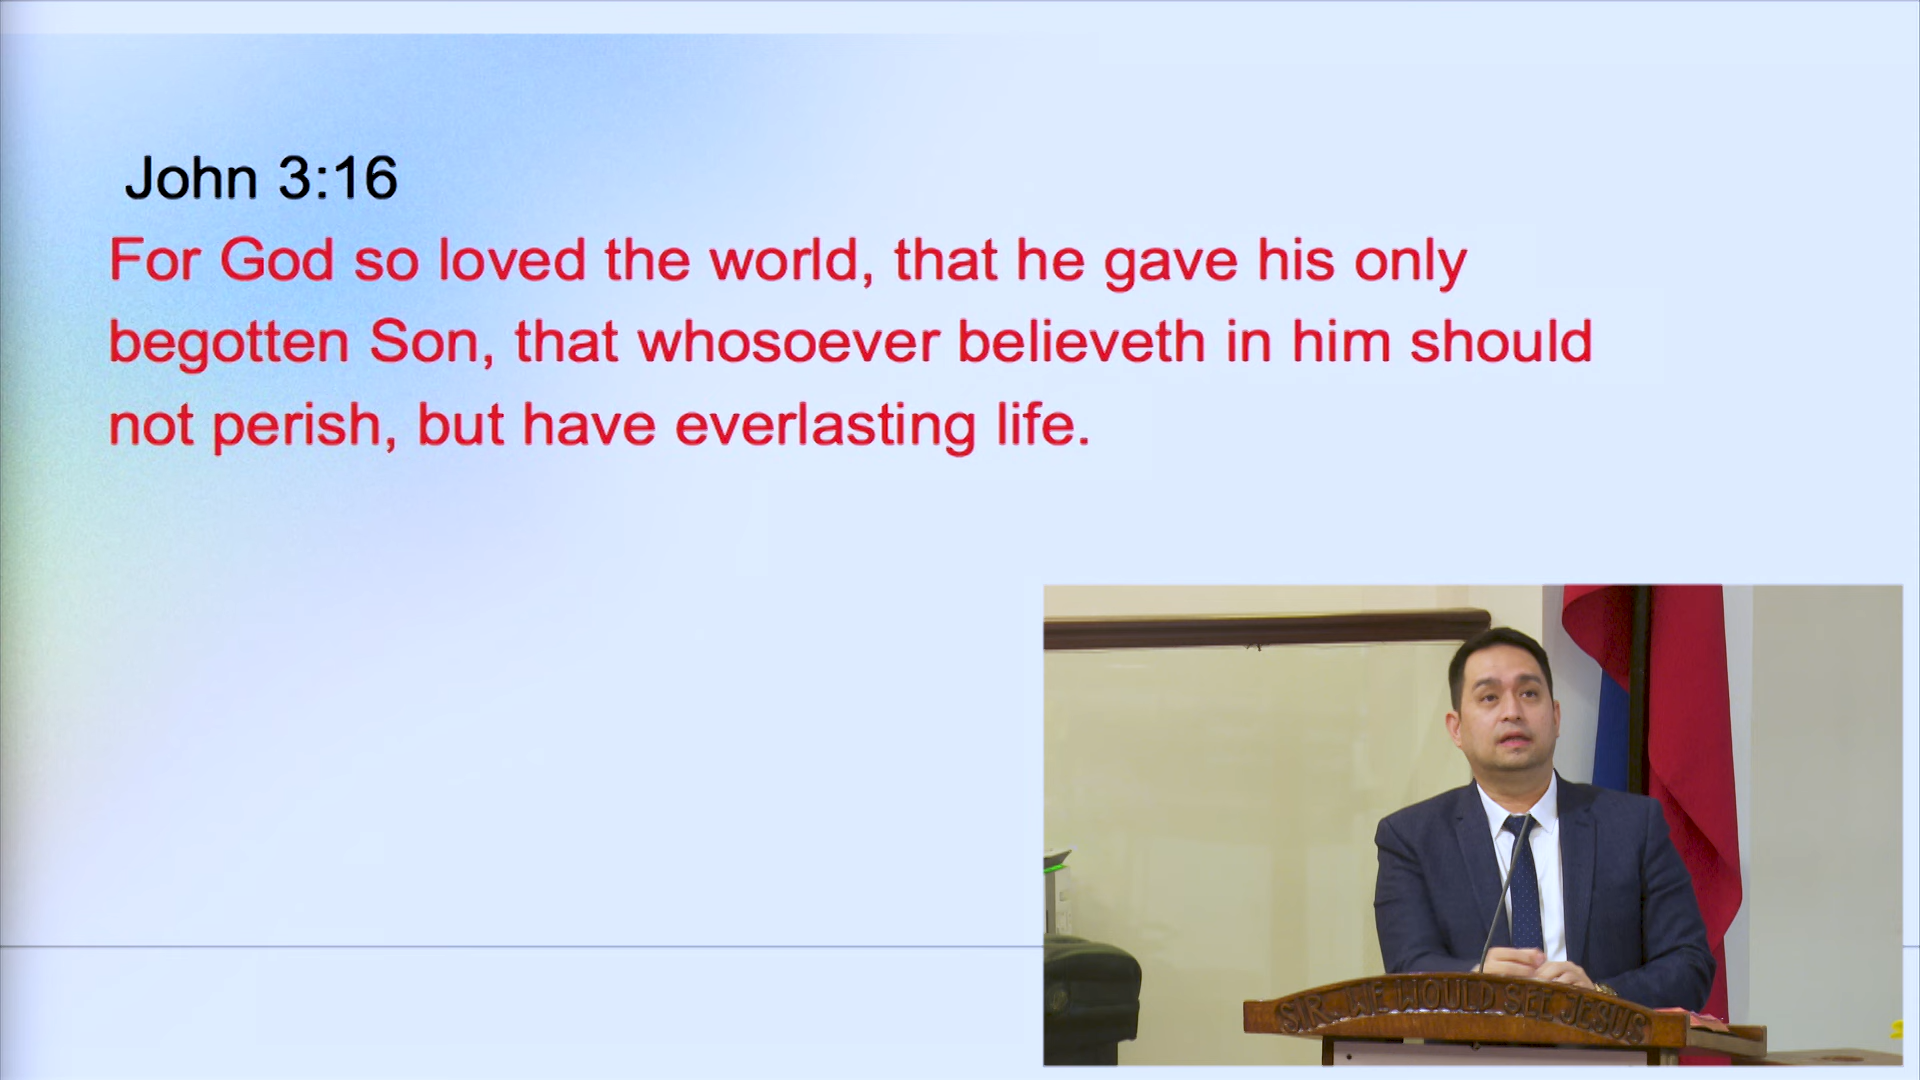 John 3:16
For God so loved the world, that he gave his only
begotten Son, that whosoever believeth in him should
not perish, but have everlasting life.
SIR, WE WOULD SEE JESUS